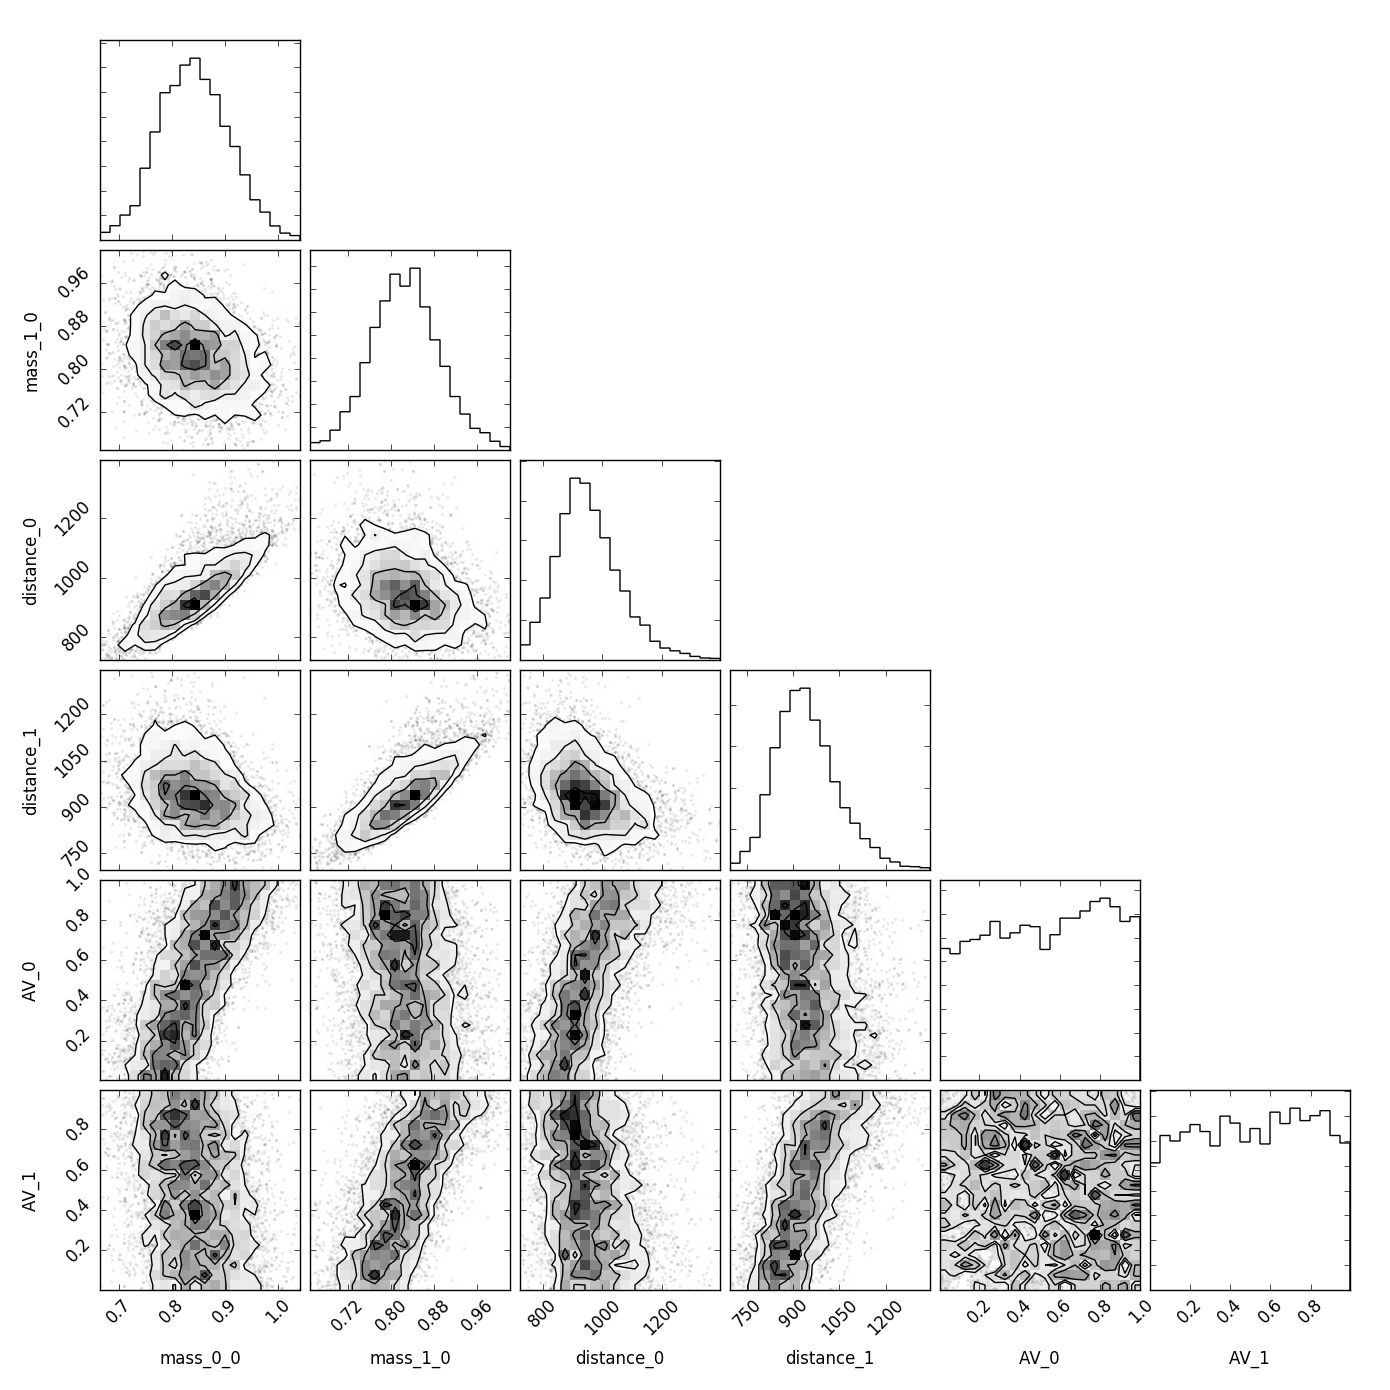 0.96
0.88
0.80
0.72
mass_1_0
1200
1000
800
distance_0
1200
1050
900
750
distance_1
1.0
0.8
0.6
0.4
0.2
AV_0
0.8
0.6
0.4
0.2
AV_1
0.7 0.8 0.9 1.0
0.72 0.80 0.88 0.96
800 1000 1200
750 900 1050 1200
0.2 0.4 0.6 0.8 1.0
0.2 0.4 0.6 0.8
mass_0_0 mass_1_0 distance_0 distance_1 AV_0 AV_1